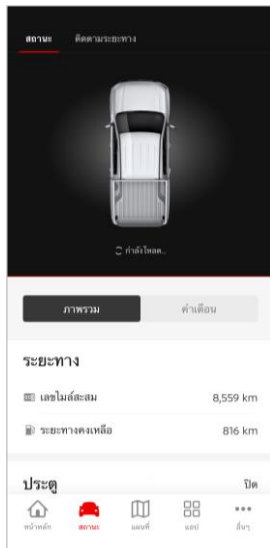 สถานะ ติดตามระยะทาง
กำลังโหลด..
ภาพรวม คำเตือน
ระยะทาง
เลขไมล์สะสม 8,559 km
ระยะทางคงเหลือ 816 km
ประตู ปิด
หน้าหลัก สถานะ แผนที่ แอป อื่นๆ